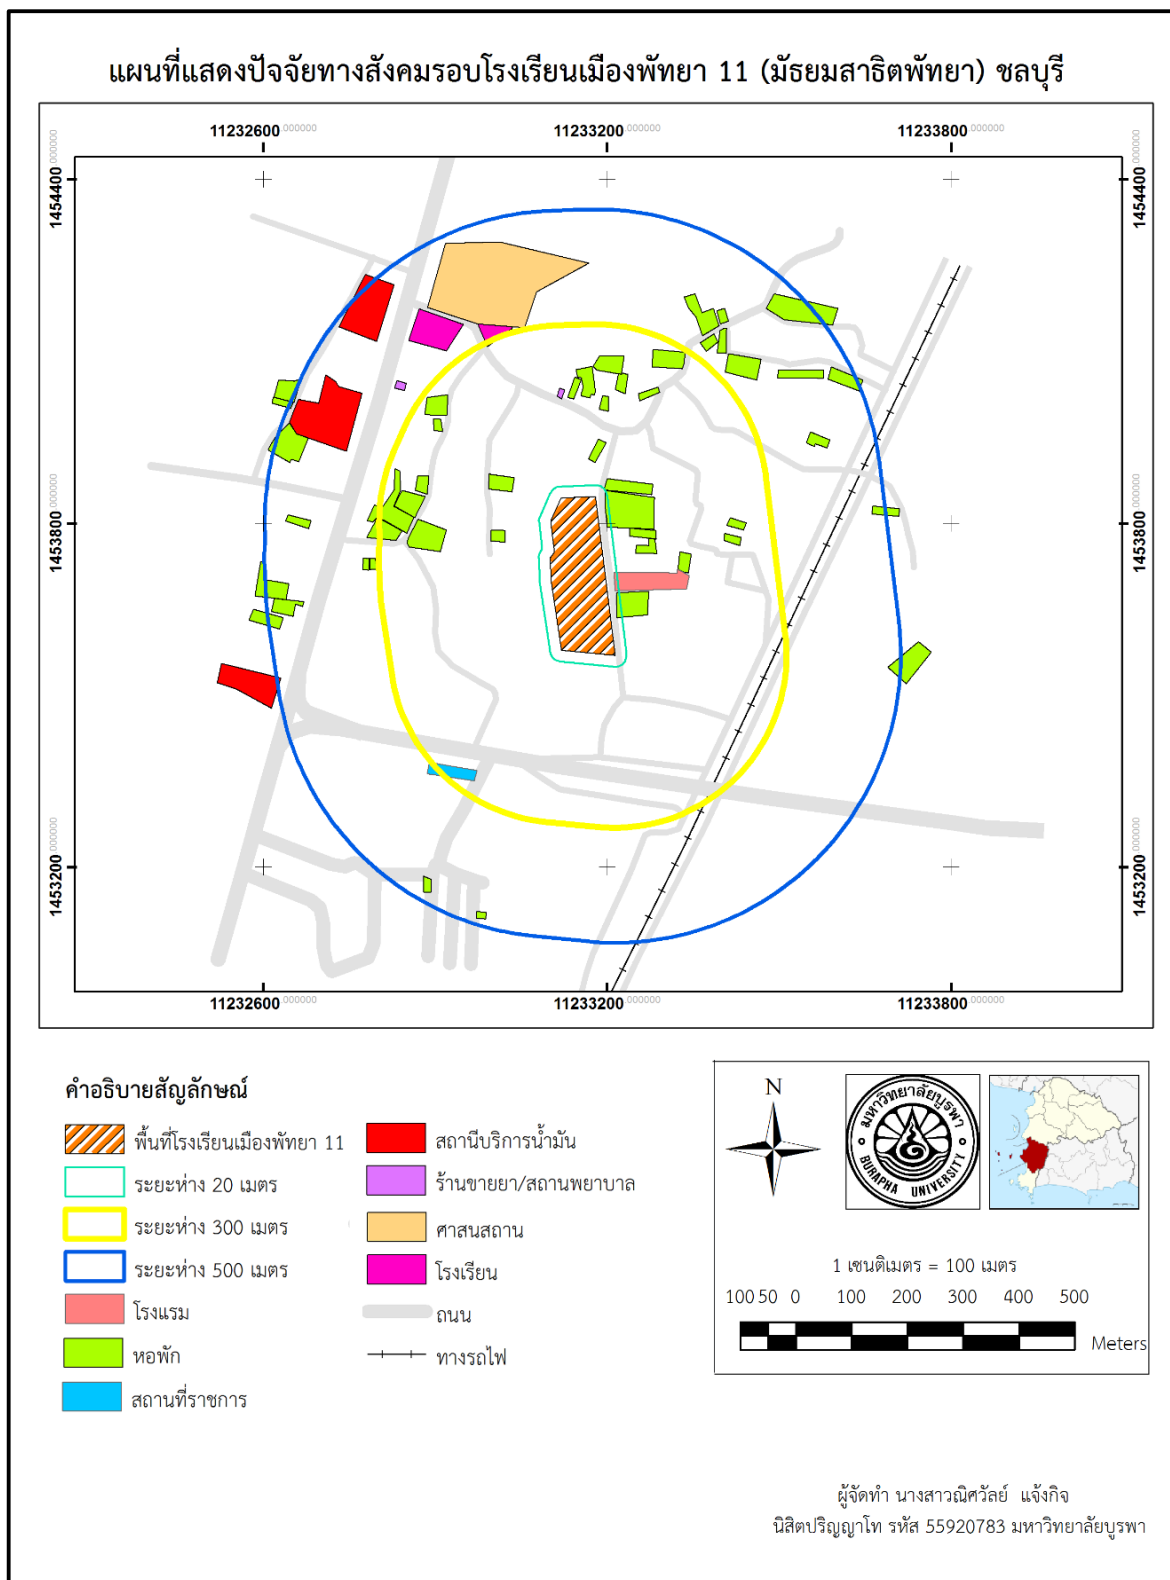 แผนที่แสดงปัจจัยทางสังคมรอบโรงเรียนเมืองพัทยา 11 (มัธยมสาธิตพัทยา) ชลบุรี
11232600.000000 11233200.000000 11233800.000000
1454400.000000 1454400.000000
1453800.000000 1453800.000000
1453200.000000 1453200.000000
11232600.000000 11233200.000000 11233800.000000
คำอธิบายสัญลักษณ์
พื้นที่โรงเรียนเมืองพัทยา 11
ระยะห่าง 20 เมตร
ระยะห่าง 300 เมตร
ระยะห่าง 500 เมตร
โรงแรม
หอพัก
สถานที่ราชการ
สถานีบริการน้ำมัน
ร้านขายยา/สถานพยาบาล
ศาสนสถาน
โรงเรียน
ถนน
ทางรถไฟ
N
มหาวิทยาลัยบูรพา
BURAPHA UNIVERSITY
1 เซนติเมตร = 100 เมตร
100 50 0 100 200 300 400 500
Meters
ผู้จัดทำ นางสาวณิศวัลย์ แจ้งกิจ
นิสิตปริญญาโท รหัส 55920783 มหาวิทยาลัยบูรพา